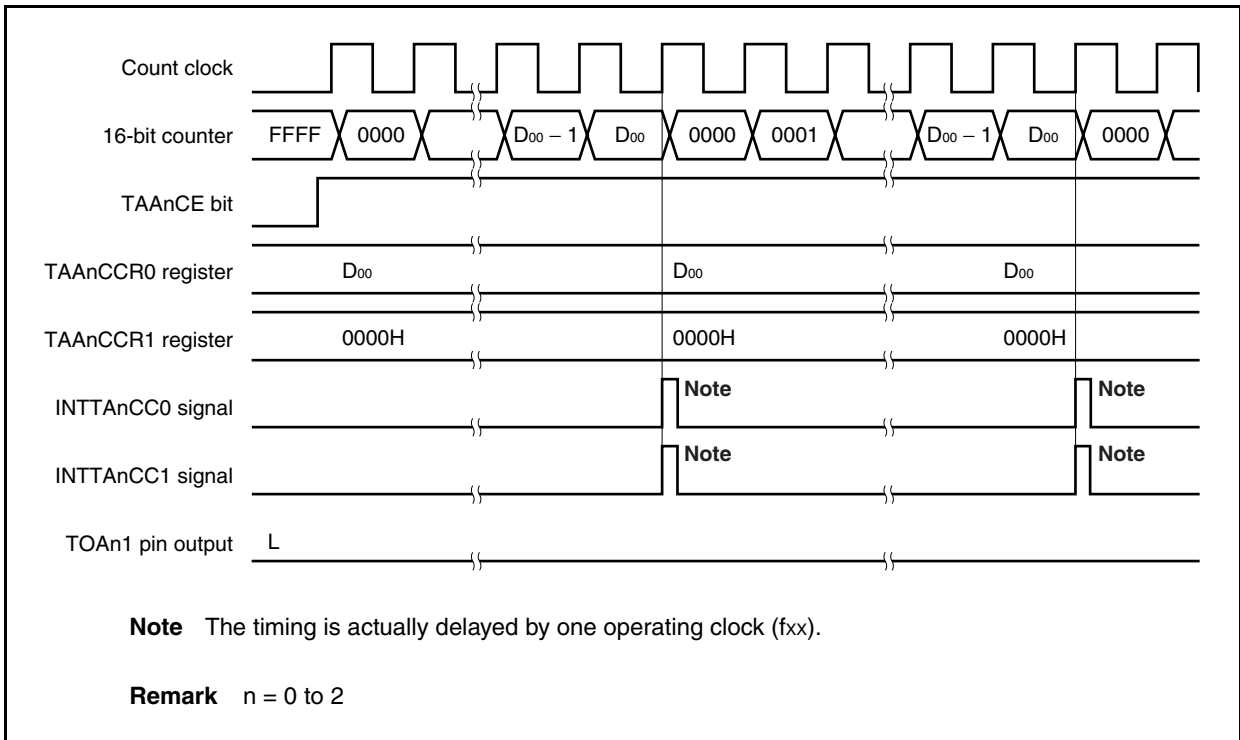 Count clock
16-bit counter FFFF 0000 D00 − 1 D00 0000 0001 D00 − 1 D00 0000
TAAnCE bit
TAAnCCR0 register D00 D00 D00
TAAnCCR1 register 0000H 0000H 0000H
INTTAnCC0 signal Note Note
INTTAnCC1 signal Note Note
TOAn1 pin output L
Note The timing is actually delayed by one operating clock (fxx).
Remark n = 0 to 2